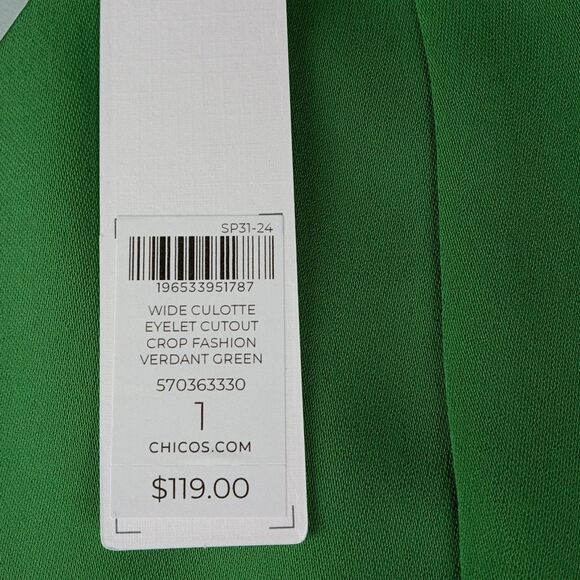 SP31-24
196533951787
WIDE CULOTTE
EYELET CUTOUT
CROP FASHION
VERDANT GREEN
570363330
1
CHICOS.COM
$119.00